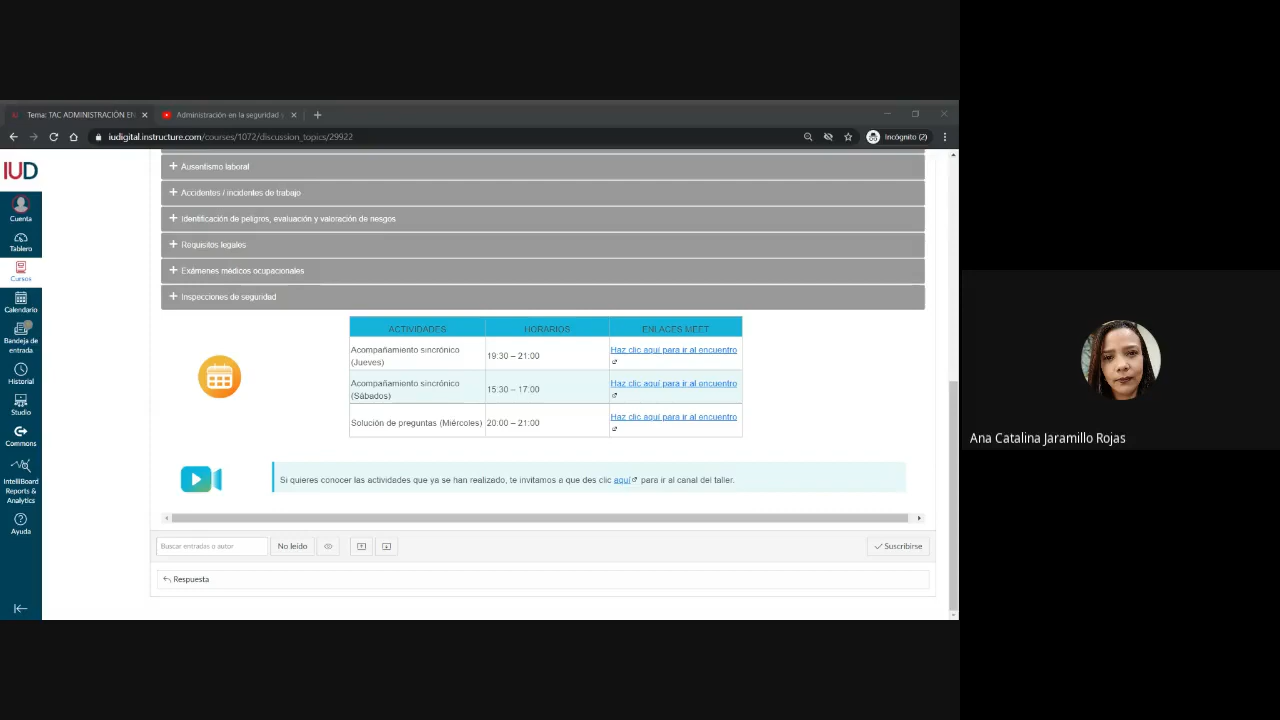 Tema: TAC ADMINISTRACIÓN EN
Administración en la seguridad
iudigital.instructure.com/courses/1072/discussion_topics/29922
Incógnito (2)
IUD
Cuenta
Tablero
Cursos
Calendario
Bandeja de
entrada
Historial
Studio
Commons
IntelliBoard
Reports &
Analytics
Ayuda
Ausentismo laboral
Accidentes / incidentes de trabajo
Identificación de peligros, evaluación y valoración de riesgos
Requisitos legales
Exámenes médicos ocupacionales
Inspecciones de seguridad
ACTIVIDADES HORARIOS ENLACES MEET
Acompañamiento sincrónico
(Jueves)
19:30 – 21:00
Haz clic aquí para ir al encuentro
Acompañamiento sincrónico
(Sábados)
15:30 – 17:00
Haz clic aquí para ir al encuentro
Solución de preguntas (Miércoles)
20:00 – 21:00
Haz clic aquí para ir al encuentro
Si quieres conocer las actividades que ya se han realizado, te invitamos a que des clic aquí para ir al canal del taller.
Buscar entradas o autor
No leído
Suscribirse
Respuesta
Ana Catalina Jaramillo Rojas